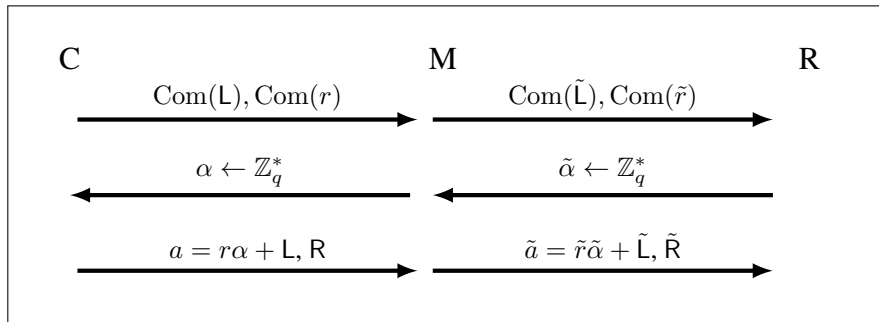 C M R
Com(L), Com(r) Com(L̃), Com(r̃)
α ← ℤ*_q α̃ ← ℤ*_q
a = rα + L, R ã = r̃α̃ + L̃, R̃